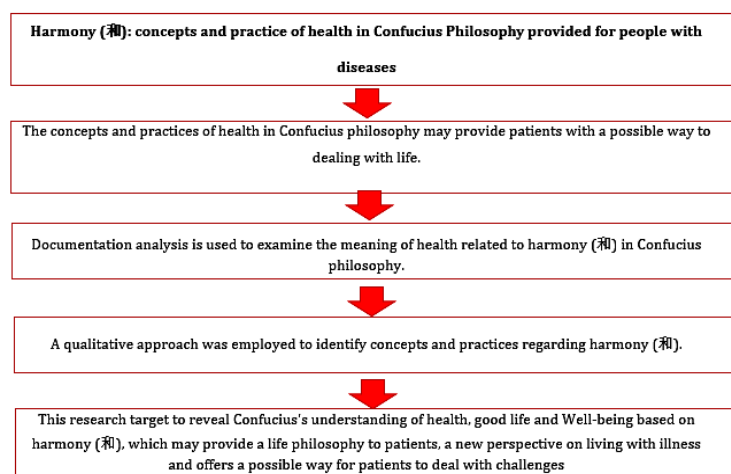 Harmony (和): concepts and practice of health in Confucius Philosophy provided for people with
diseases
The concepts and practices of health in Confucius philosophy may provide patients with a possible way to
dealing with life.
Documentation analysis is used to examine the meaning of health related to harmony (和) in Confucius
philosophy.
A qualitative approach was employed to identify concepts and practices regarding harmony (和).
This research target to reveal Confucius's understanding of health, good life and Well-being based on
harmony (和), which may provide a life philosophy to patients, a new perspective on living with illness
and offers a possible way for patients to deal with challenges